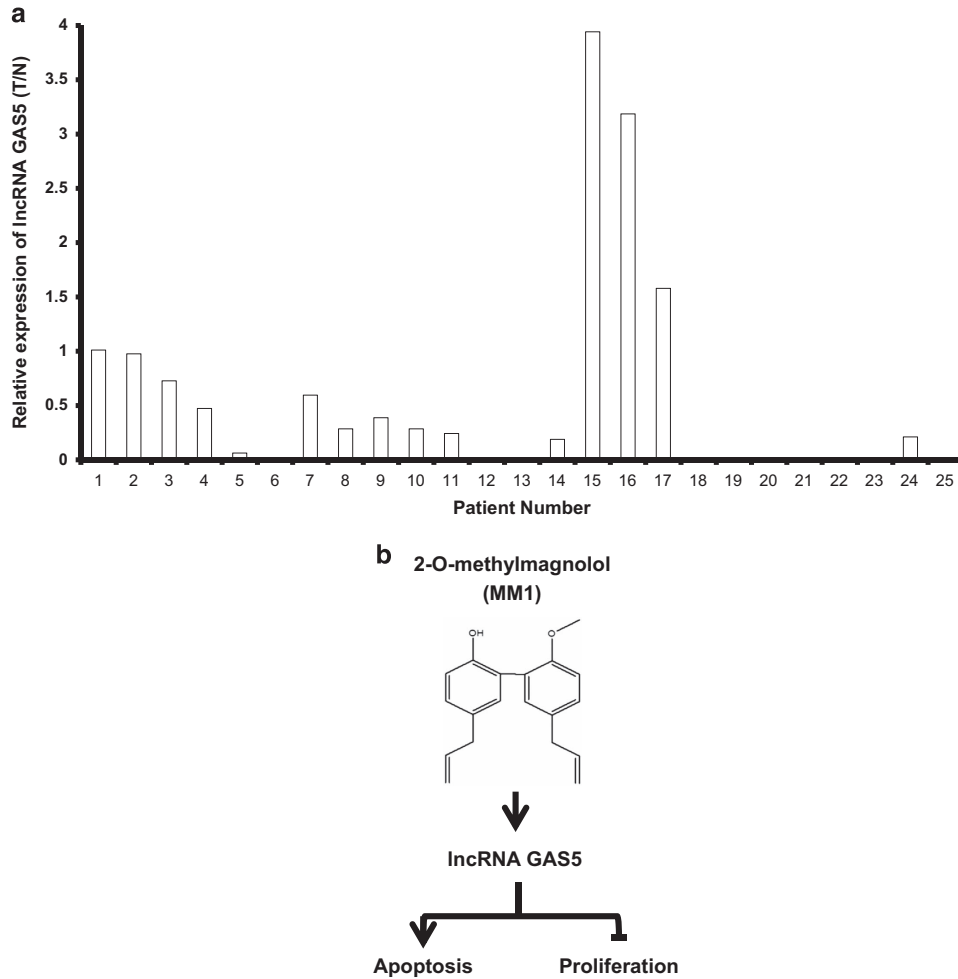 a
Relative expression of lncRNA GAS5 (T/N)
4
3.5
3
2.5
2
1.5
1
0.5
0
1 2 3 4 5 6 7 8 9 10 11 12 13 14 15 16 17 18 19 20 21 22 23 24 25
Patient Number
b
2-O-methylmagnolol
(MM1)
OH
O
lncRNA GAS5
Apoptosis Proliferation